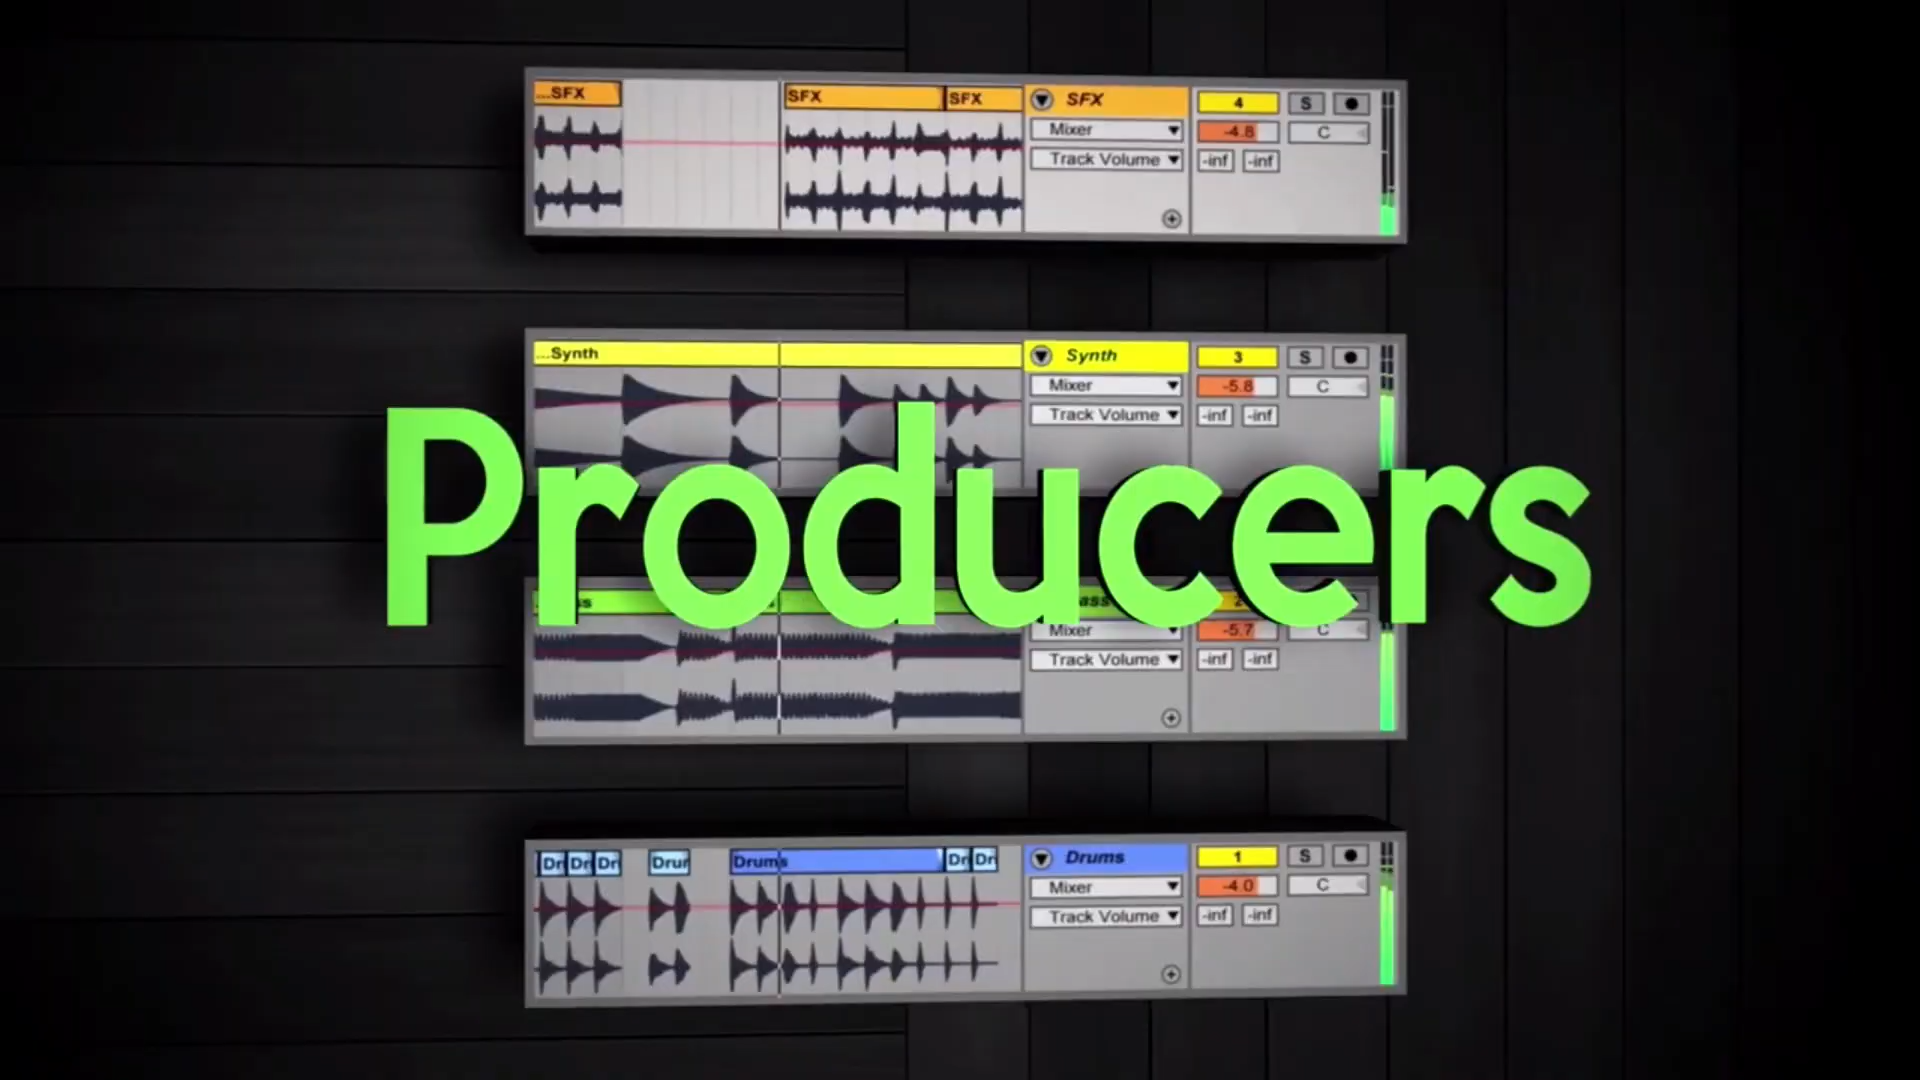 ...SFX SFX SFX SFX 4 S
Mixer -4.8 C
Track Volume -inf -inf
...Synth Synth 3 S
Mixer -5.8 C
Track Volume -inf -inf
Producers
Mixer -5.7 C
Track Volume -inf -inf
Dr Dr Dr Drur Drums Dr Dr Drums 1 S
Mixer -4.0 C
Track Volume -inf -inf